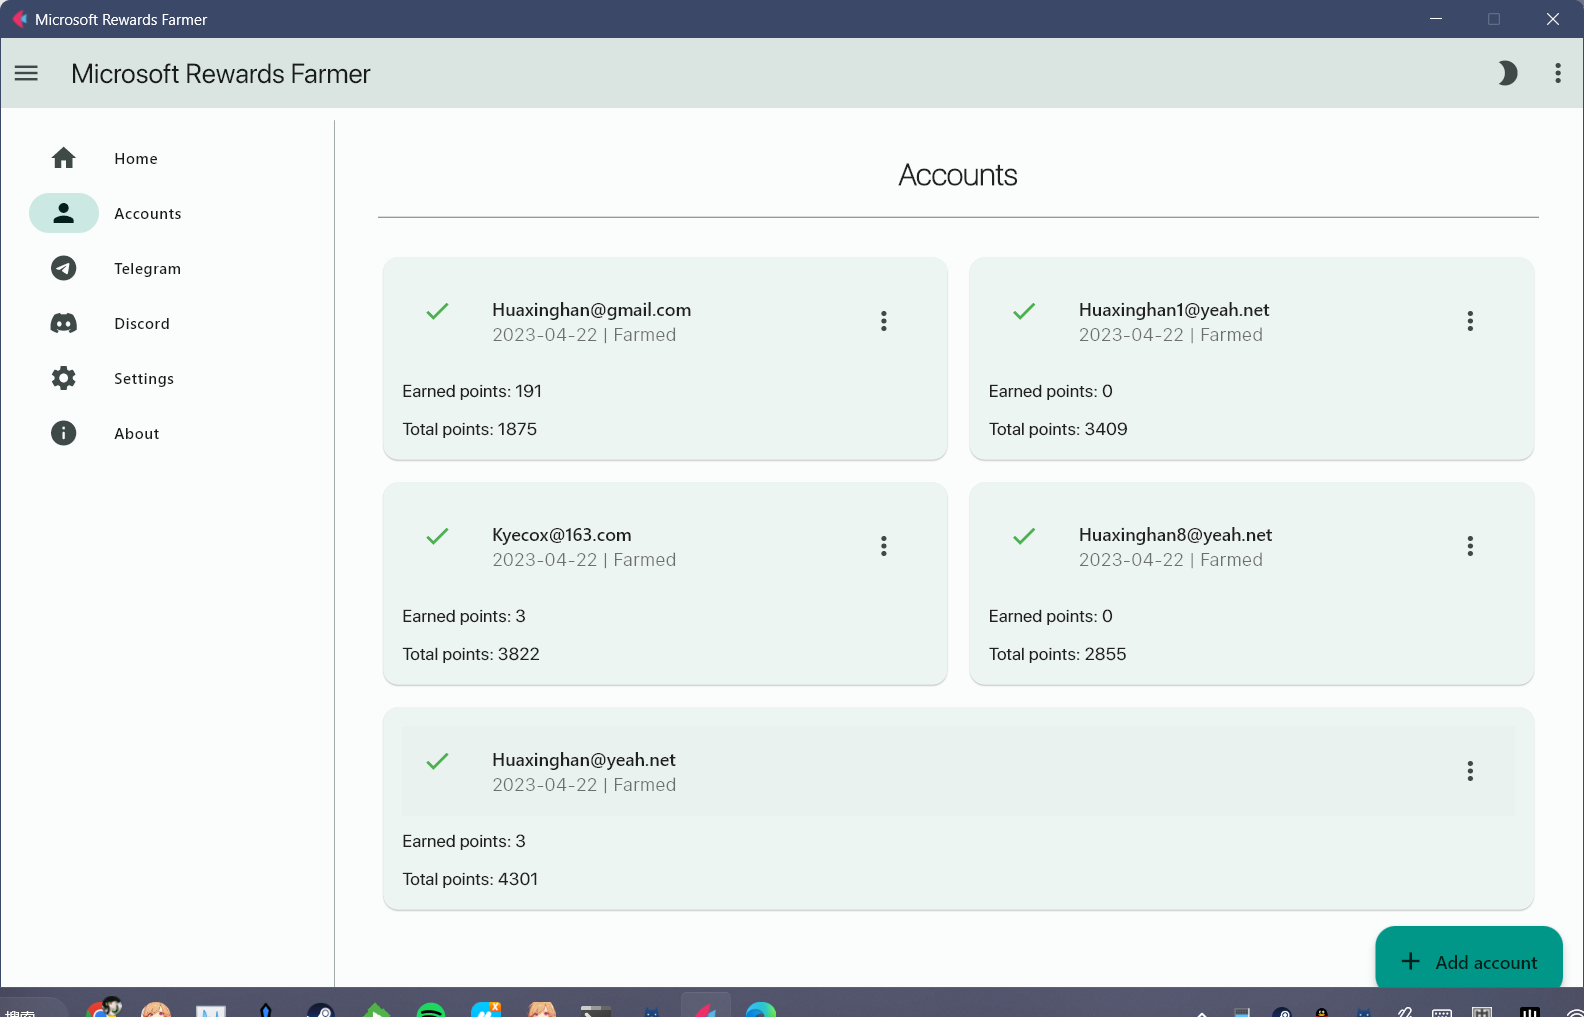 Microsoft Rewards Farmer
Microsoft Rewards Farmer
Home
Accounts
Telegram
Discord
Settings
About
Accounts
Huaxinghan@gmail.com
2023-04-22 | Farmed
Earned points: 191
Total points: 1875
Huaxinghan1@yeah.net
2023-04-22 | Farmed
Earned points: 0
Total points: 3409
Kyecox@163.com
2023-04-22 | Farmed
Earned points: 3
Total points: 3822
Huaxinghan8@yeah.net
2023-04-22 | Farmed
Earned points: 0
Total points: 2855
Huaxinghan@yeah.net
2023-04-22 | Farmed
Earned points: 3
Total points: 4301
Add account
搜索